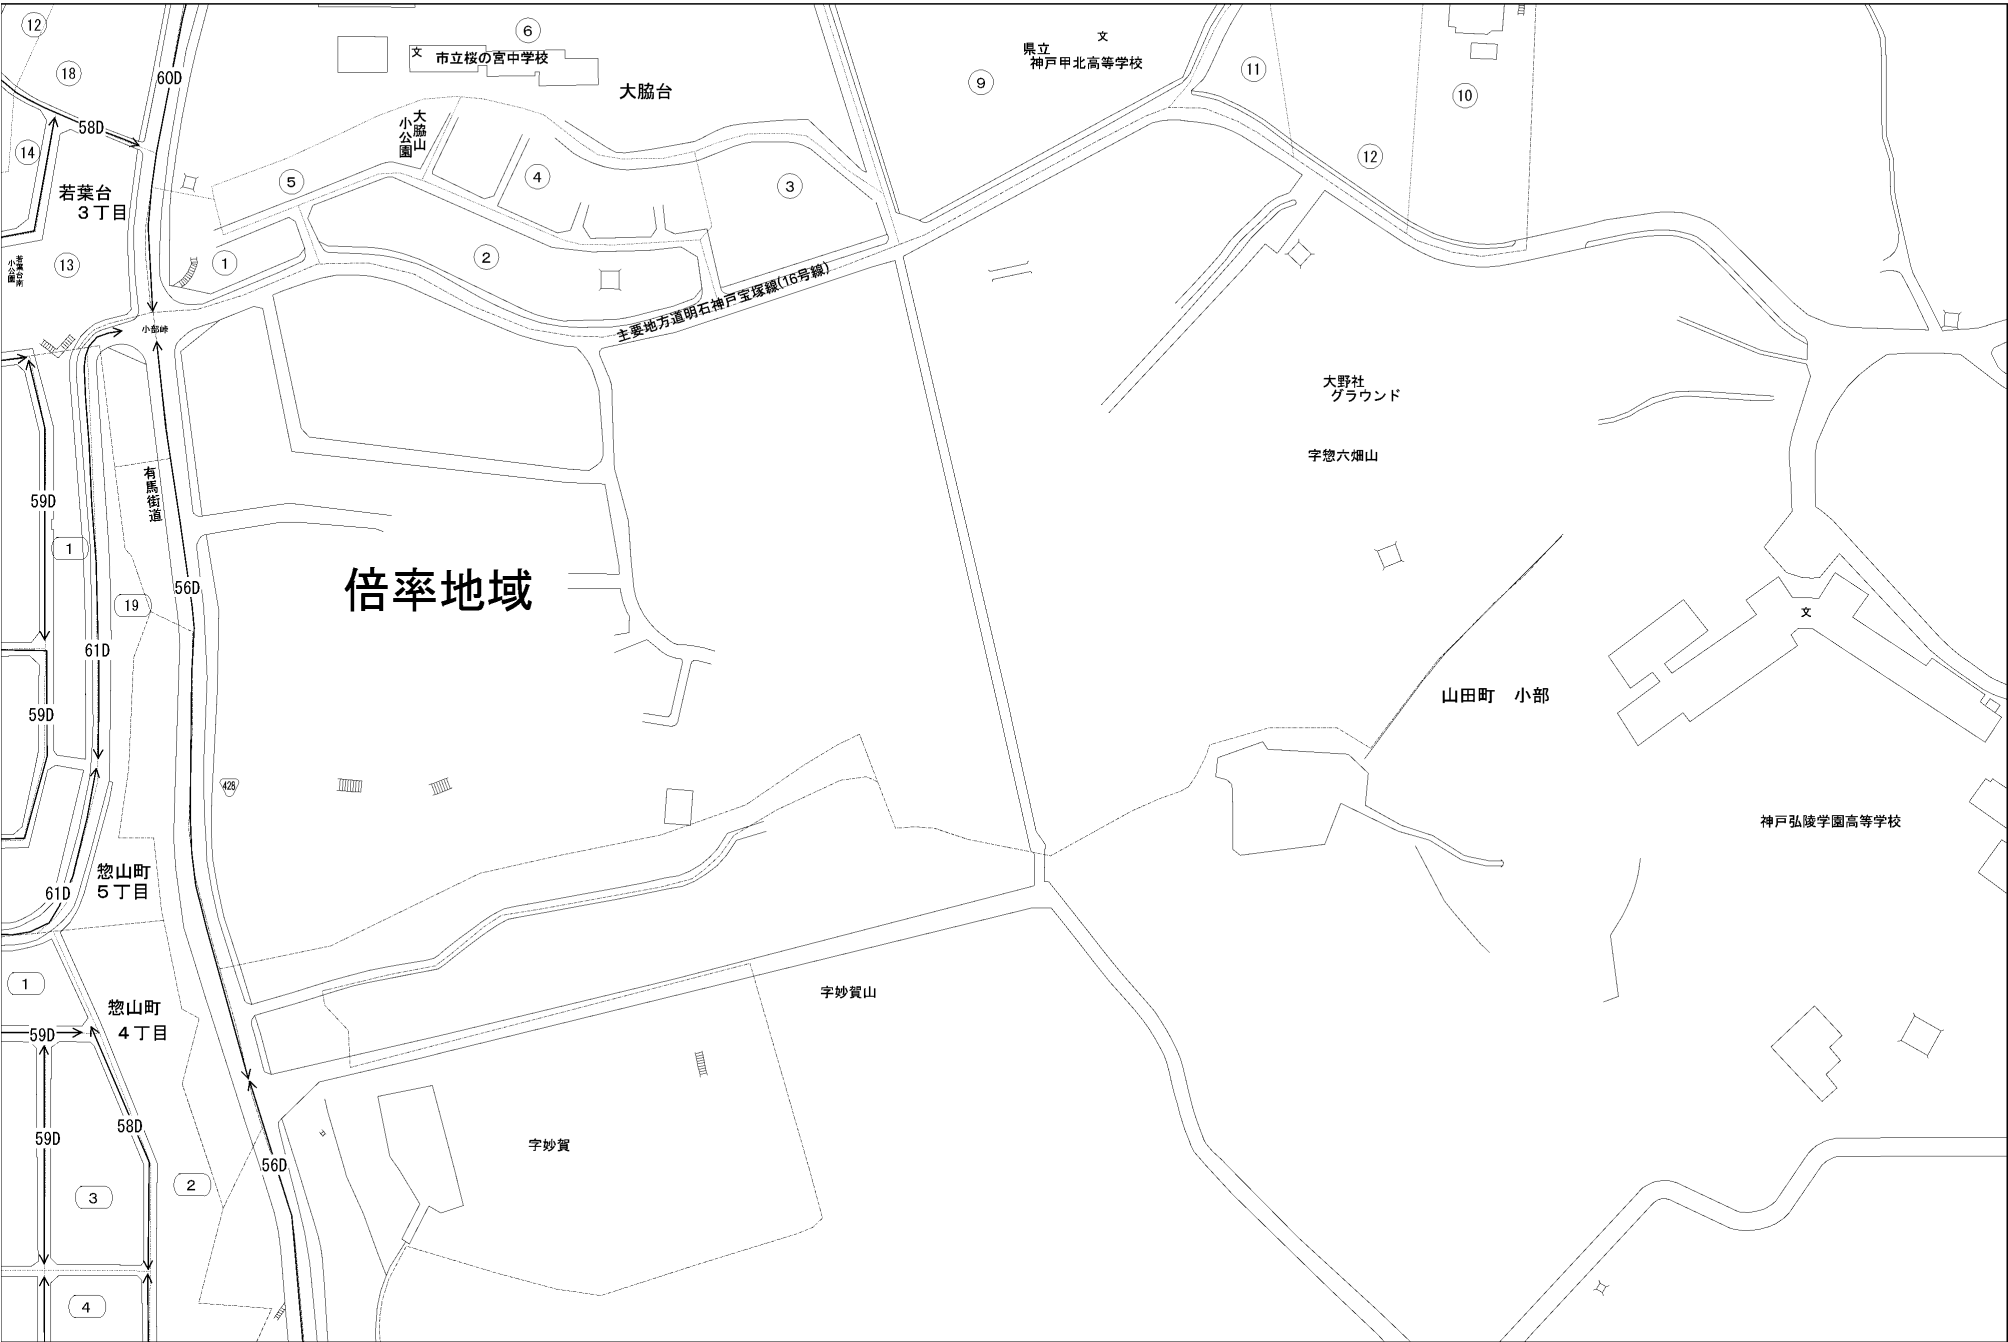 12
18
60D
58D
14
若葉台
3丁目
13
若葉台南
小公園
6
文
市立桜の宮中学校
大脇台
大脇山
小公園
5
4
3
1
2
9
文
県立
神戸甲北高等学校
11
10
12
主要地方道明石神戸宝塚線(16号線)
小部峠
大野社
グラウンド
字惣六畑山
有馬街道
59D
1
19
56D
倍率地域
61D
59D
文
山田町 小部
428
神戸弘陵学園高等学校
惣山町
5丁目
61D
1
惣山町
4丁目
字妙賀山
59D
58D
59D
字妙賀
56D
2
3
4